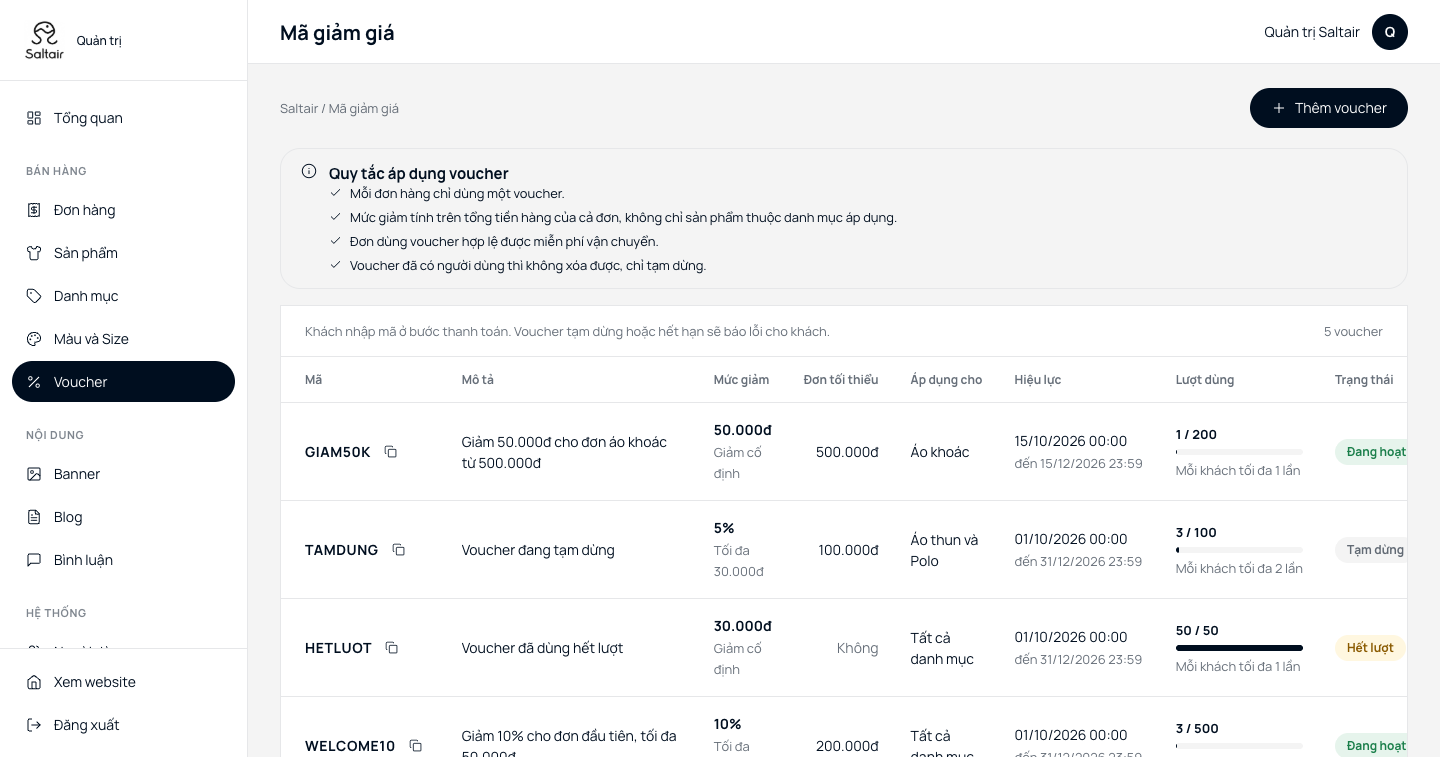 Saltair
Quản trị
Tổng quan
BÁN HÀNG
Đơn hàng
Sản phẩm
Danh mục
Màu và Size
Voucher
NỘI DUNG
Banner
Blog
Bình luận
HỆ THỐNG
Xem website
Đăng xuất
Mã giảm giá
Quản trị Saltair
Q
Saltair / Mã giảm giá
Thêm voucher
Quy tắc áp dụng voucher
Mỗi đơn hàng chỉ dùng một voucher.
Mức giảm tính trên tổng tiền hàng của cả đơn, không chỉ sản phẩm thuộc danh mục áp dụng.
Đơn dùng voucher hợp lệ được miễn phí vận chuyển.
Voucher đã có người dùng thì không xóa được, chỉ tạm dừng.
Khách nhập mã ở bước thanh toán. Voucher tạm dừng hoặc hết hạn sẽ báo lỗi cho khách.
5 voucher
Mã
Mô tả
Mức giảm
Đơn tối thiểu
Áp dụng cho
Hiệu lực
Lượt dùng
Trạng thái
GIAM50K
Giảm 50.000đ cho đơn áo khoác
từ 500.000đ
50.000đ
Giảm cố
định
500.000đ
Áo khoác
15/10/2026 00:00
đến 15/12/2026 23:59
1 / 200
Mỗi khách tối đa 1 lần
Đang hoạt
TAMDUNG
Voucher đang tạm dừng
5%
Tối đa
30.000đ
100.000đ
Áo thun và
Polo
01/10/2026 00:00
đến 31/12/2026 23:59
3 / 100
Mỗi khách tối đa 2 lần
Tạm dừng
HETLUOT
Voucher đã dùng hết lượt
30.000đ
Giảm cố
định
Không
Tất cả
danh mục
01/10/2026 00:00
đến 31/12/2026 23:59
50 / 50
Mỗi khách tối đa 1 lần
Hết lượt
WELCOME10
Giảm 10% cho đơn đầu tiên, tối đa
50.000đ
10%
Tối đa
200.000đ
Tất cả
danh mục
01/10/2026 00:00
đến 31/12/2026 23:59
3 / 500
Đang hoạt